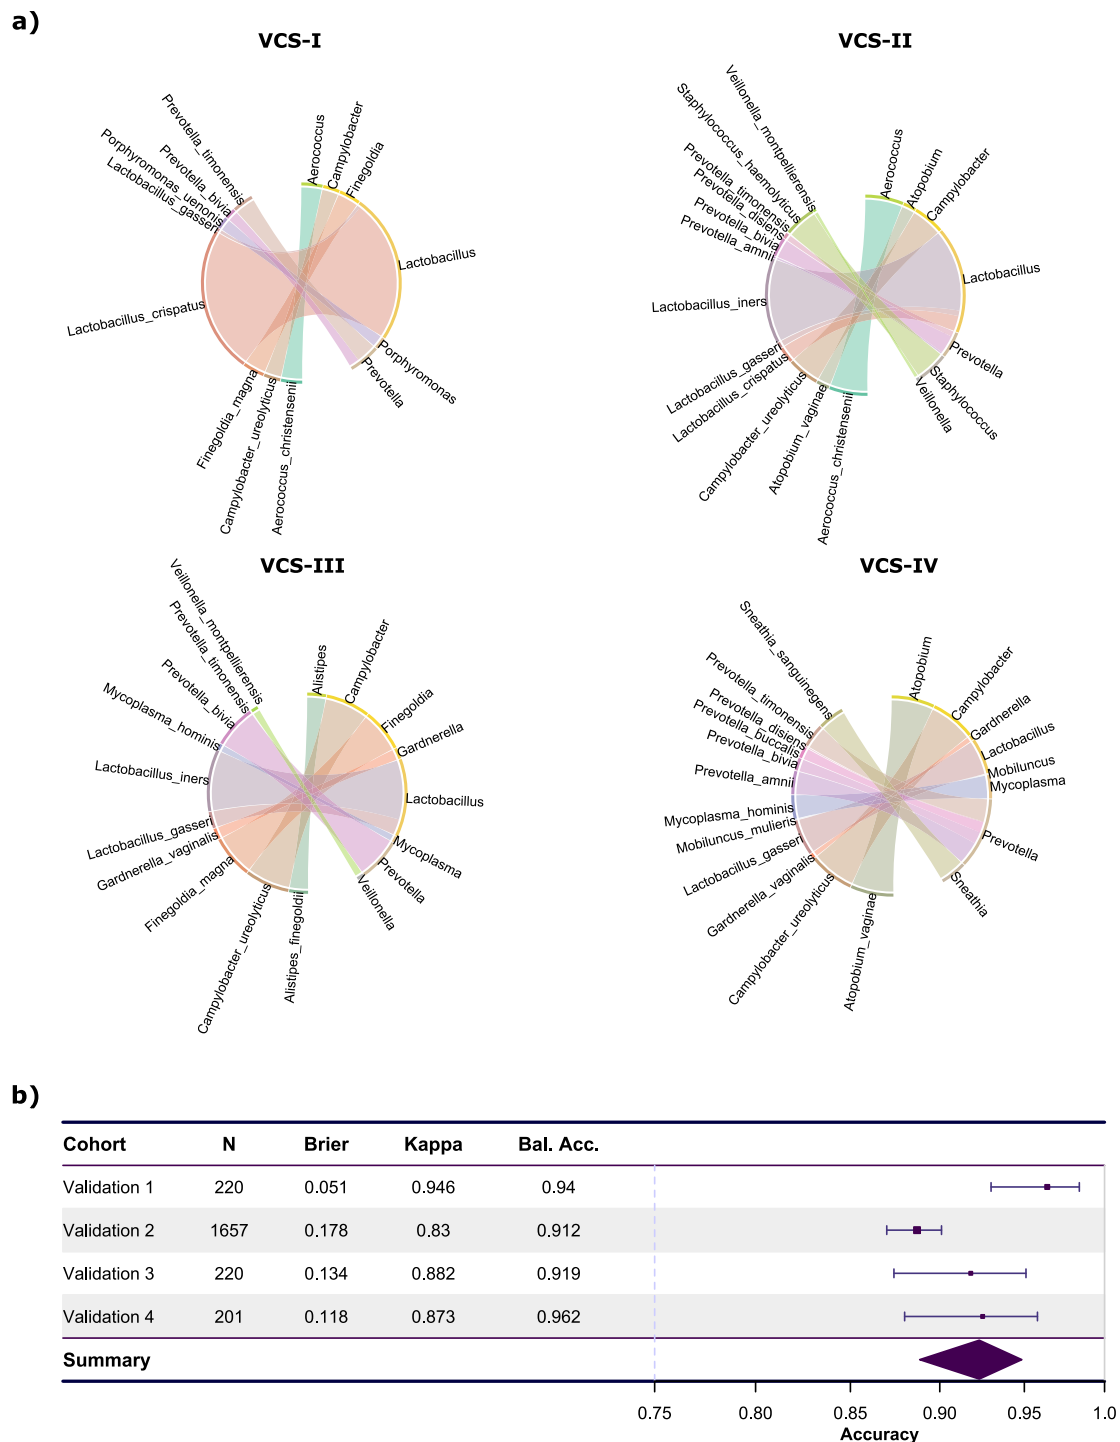 a)
VCS-I
Prevotella_timonensis
Prevotella_bivia
Porphyromonas_uenonis
Lactobacillus_gasseri
Lactobacillus_crispatus
Finegoldia_magna
Campylobacter_ureolyticus
Aerococcus_christensenii
Aerococcus
Campylobacter
Finegoldia
Lactobacillus
Porphyromonas
Prevotella
VCS-II
Veillonella_montpellierensis
Staphylococcus_haemolyticus
Prevotella_timonensis
Prevotella_disiens
Prevotella_bivia
Prevotella_amnii
Lactobacillus_iners
Lactobacillus_gasseri
Lactobacillus_crispatus
Campylobacter_ureolyticus
Atopobium_vaginae
Aerococcus_christensenii
Aerococcus
Atopobium
Campylobacter
Lactobacillus
Prevotella
Staphylococcus
Veillonella
VCS-III
Veillonella_montpellierensis
Prevotella_timonensis
Prevotella_bivia
Mycoplasma_hominis
Lactobacillus_iners
Lactobacillus_gasseri
Gardnerella_vaginalis
Finegoldia_magna
Campylobacter_ureolyticus
Alistipes_finegoldii
Alistipes
Campylobacter
Finegoldia
Gardnerella
Lactobacillus
Mycoplasma
Prevotella
Veillonella
VCS-IV
Sneathia_sanguinegens
Prevotella_timonensis
Prevotella_disiens
Prevotella_buccalis
Prevotella_bivia
Prevotella_amnii
Mycoplasma_hominis
Mobiluncus_mulieris
Lactobacillus_gasseri
Gardnerella_vaginalis
Campylobacter_ureolyticus
Atopobium_vaginae
Atopobium
Campylobacter
Gardnerella
Lactobacillus
Mobiluncus
Mycoplasma
Prevotella
Sneathia
b)
Cohort N Brier Kappa Bal. Acc.
Validation 1 220 0.051 0.946 0.94
Validation 2 1657 0.178 0.83 0.912
Validation 3 220 0.134 0.882 0.919
Validation 4 201 0.118 0.873 0.962
Summary
0.75 0.80 0.85 0.90 0.95 1.0
Accuracy